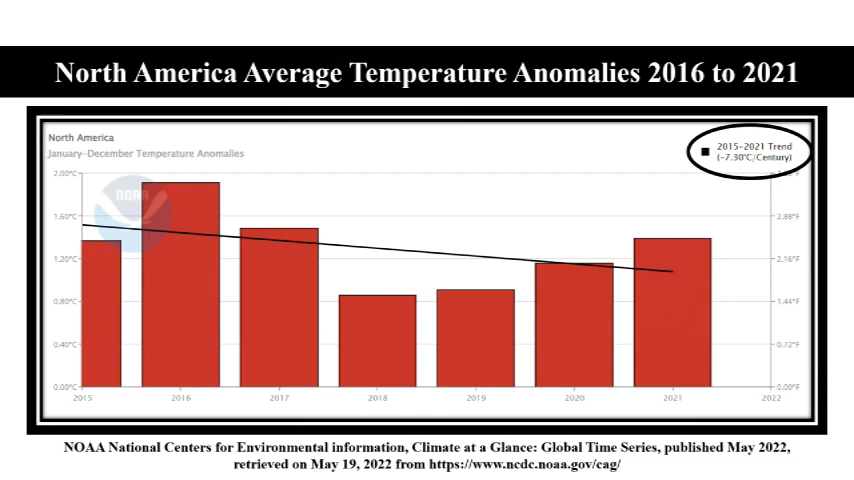 North America Average Temperature Anomalies 2016 to 2021
North America
January–December Temperature Anomalies
2015–2021 Trend
(−7.30°C/Century)
NOAA
2.00°C
1.60°C
2.88°F
1.20°C
2.16°F
0.80°C
1.44°F
0.40°C
0.72°F
0.00°C
0.00°F
2015 2016 2017 2018 2019 2020 2021 2022
NOAA National Centers for Environmental information, Climate at a Glance: Global Time Series, published May 2022,
retrieved on May 19, 2022 from https://www.ncdc.noaa.gov/cag/